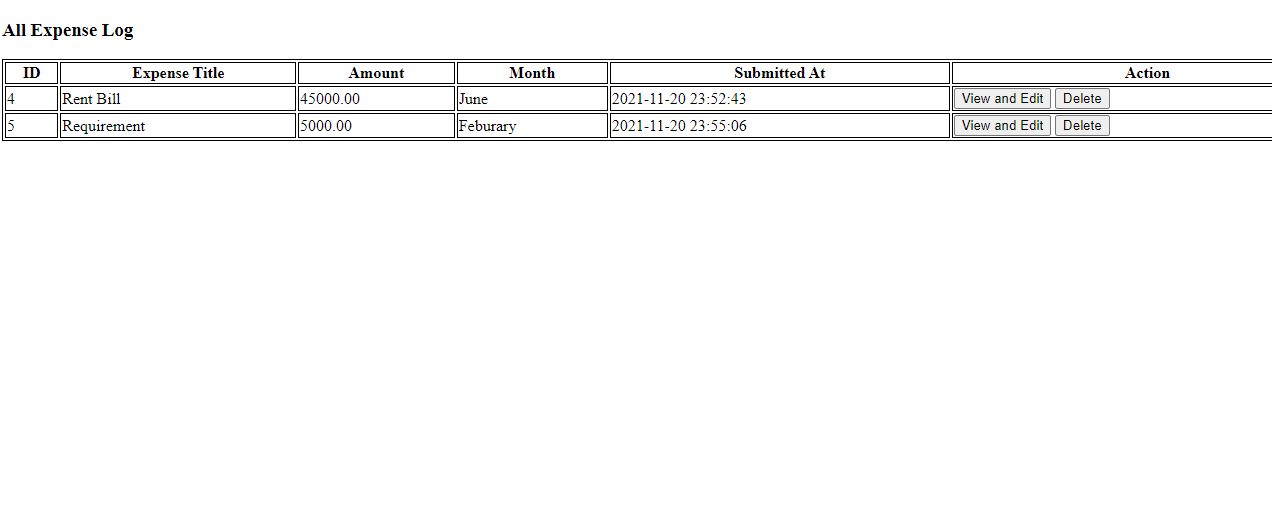 All Expense Log
ID Expense Title Amount Month Submitted At Action
4 Rent Bill 45000.00 June 2021-11-20 23:52:43 View and Edit Delete
5 Requirement 5000.00 Feburary 2021-11-20 23:55:06 View and Edit Delete